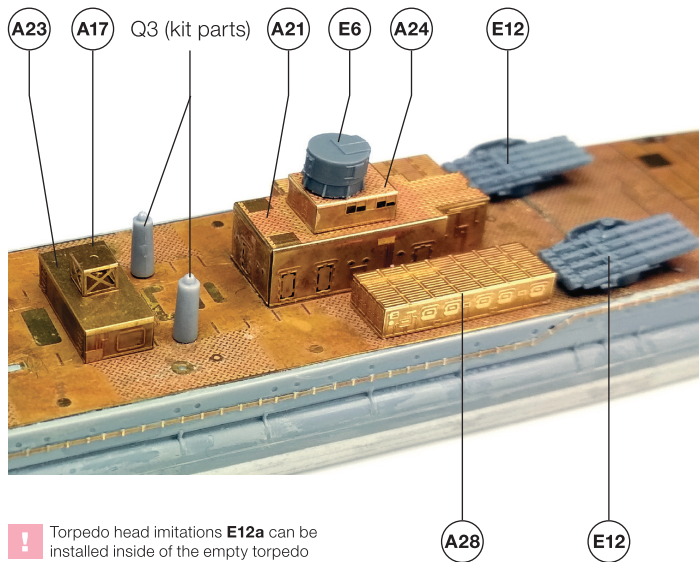 A23 A17 Q3 (kit parts) A21 E6 A24 E12
A28 E12
! Torpedo head imitations E12a can be
installed inside of the empty torpedo